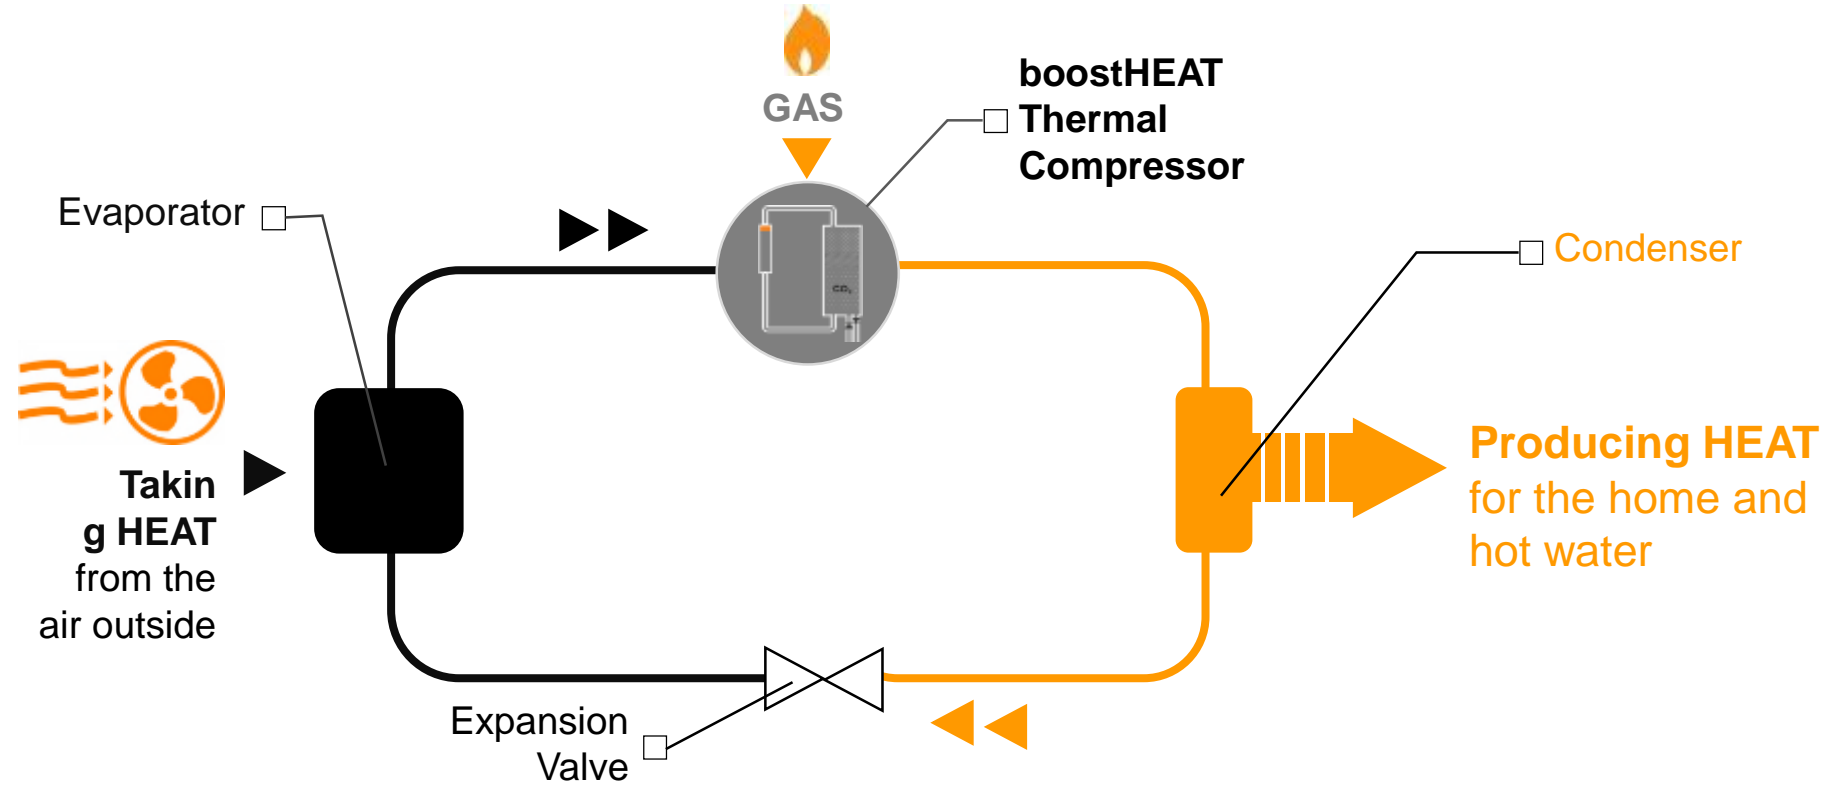 GAS
boostHEAT
Thermal
Compressor
Evaporator
Condenser
CO₂
Takin
g HEAT
from the
air outside
Producing HEAT
for the home and
hot water
Expansion
Valve